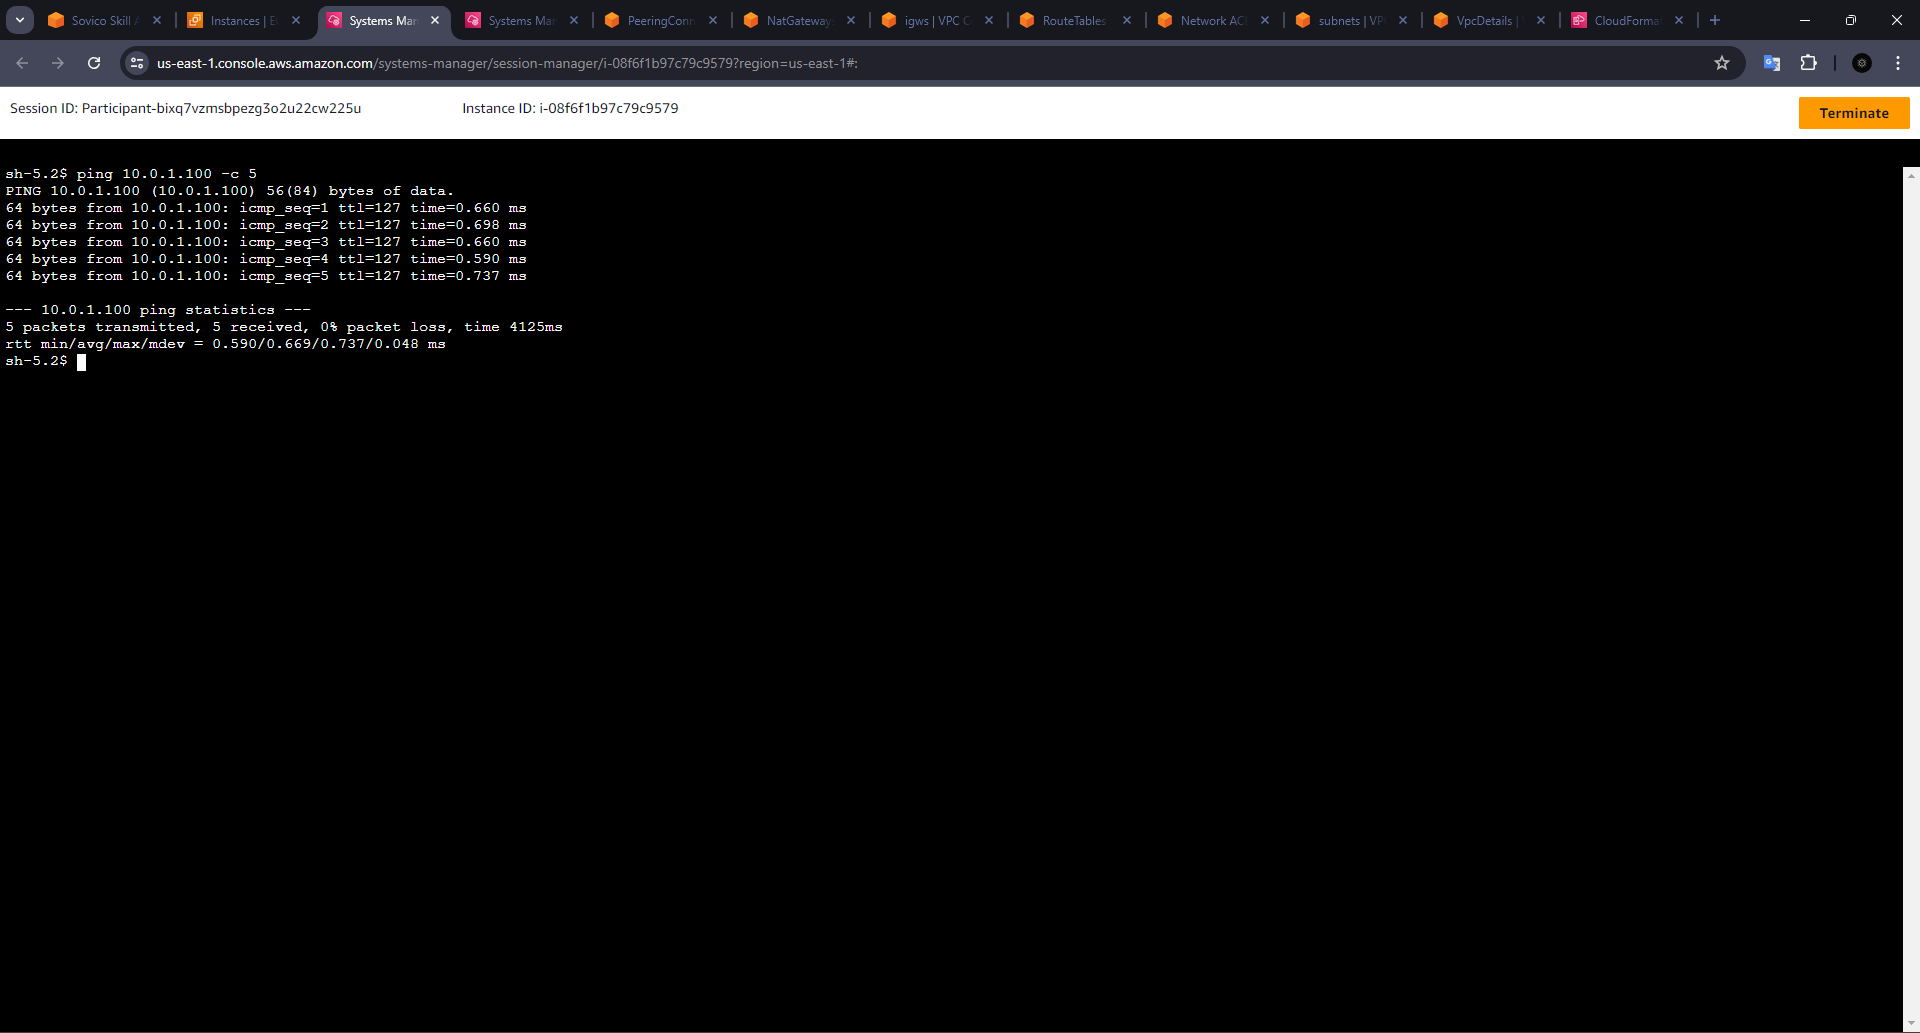 Sovico Skill A
Instances | E
Systems Man
Systems Man
PeeringConn
NatGateways
igws | VPC C
RouteTables
Network AC
subnets | VP
VpcDetails |
CloudForma
us-east-1.console.aws.amazon.com/systems-manager/session-manager/i-08f6f1b97c79c9579?region=us-east-1#:
Session ID: Participant-bixq7vzmsbpezg3o2u22cw225u
Instance ID: i-08f6f1b97c79c9579
Terminate
sh-5.2$ ping 10.0.1.100 -c 5
PING 10.0.1.100 (10.0.1.100) 56(84) bytes of data.
64 bytes from 10.0.1.100: icmp_seq=1 ttl=127 time=0.660 ms
64 bytes from 10.0.1.100: icmp_seq=2 ttl=127 time=0.698 ms
64 bytes from 10.0.1.100: icmp_seq=3 ttl=127 time=0.660 ms
64 bytes from 10.0.1.100: icmp_seq=4 ttl=127 time=0.590 ms
64 bytes from 10.0.1.100: icmp_seq=5 ttl=127 time=0.737 ms
--- 10.0.1.100 ping statistics ---
5 packets transmitted, 5 received, 0% packet loss, time 4125ms
rtt min/avg/max/mdev = 0.590/0.669/0.737/0.048 ms
sh-5.2$